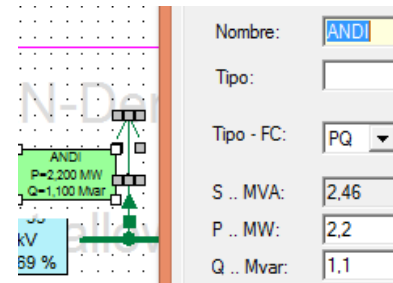 N-De
ANDI
P=2,200 MW
Q=1,100 Mvar
kV
69 %
Nombre: ANDI
Tipo:
Tipo - FC: PQ
S .. MVA: 2,46
P .. MW: 2,2
Q .. Mvar: 1,1